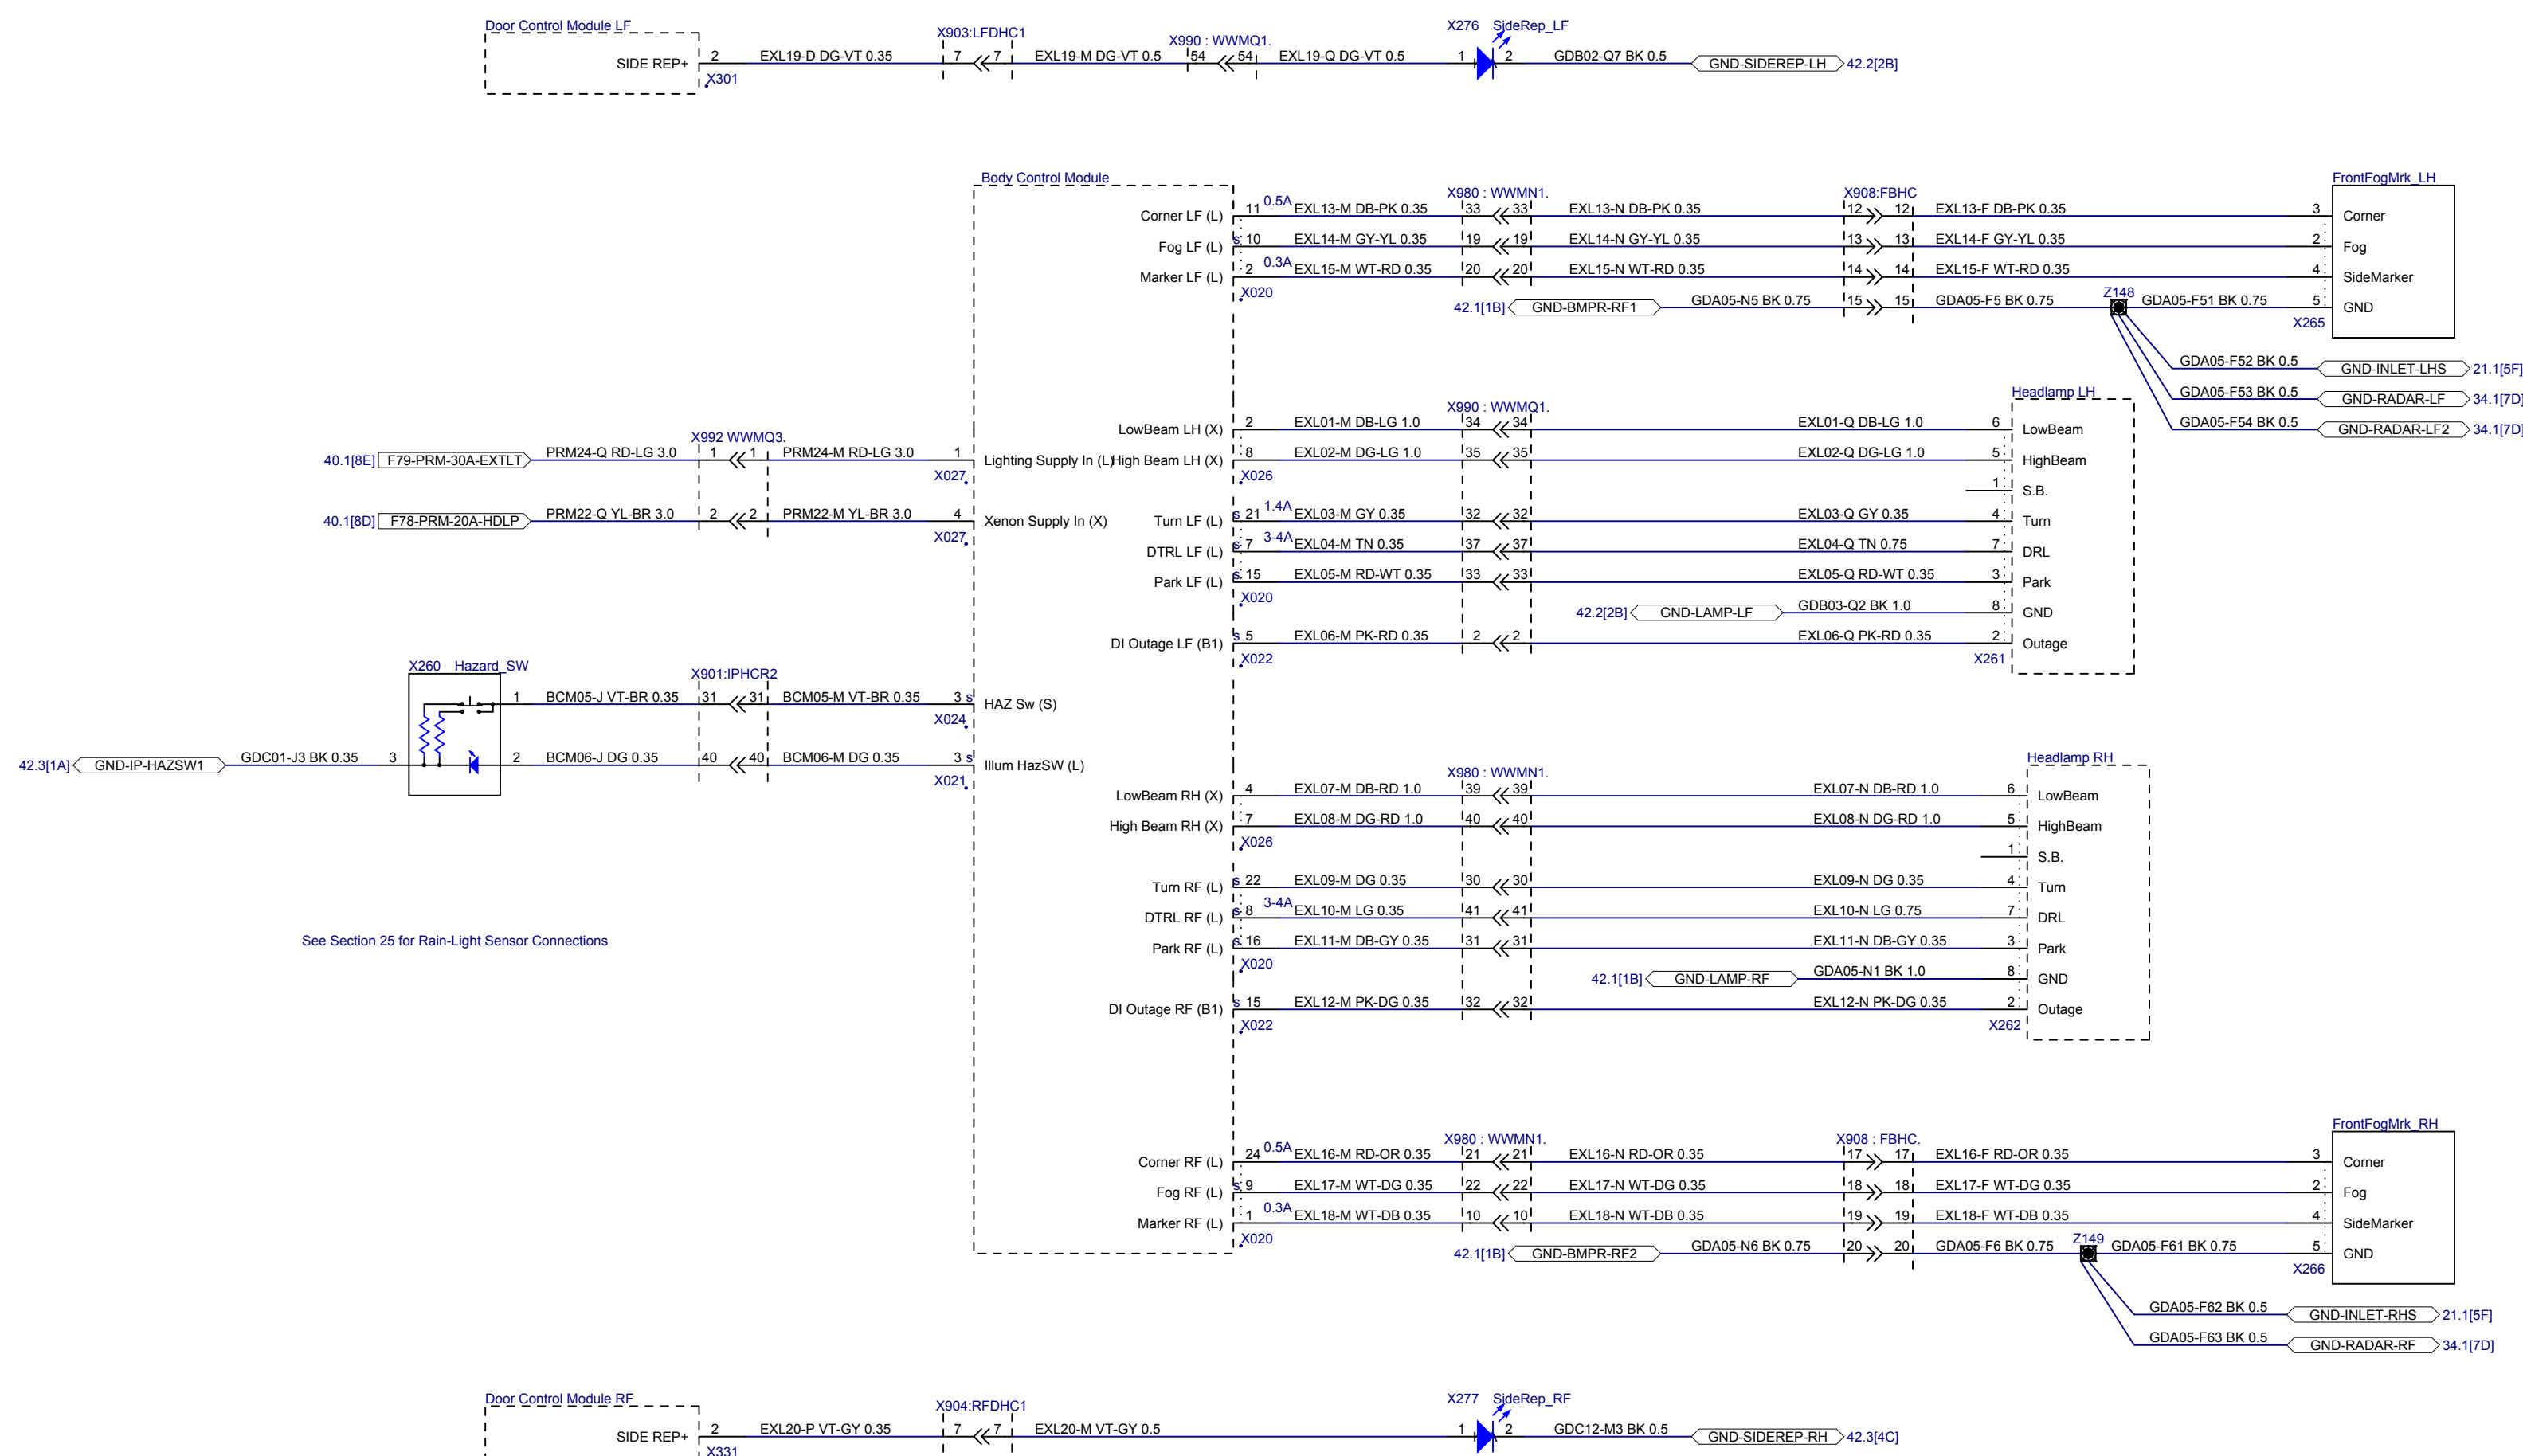 Door Control Module LF
SIDE REP+ 2 EXL19-D DG-VT 0.35 X903:LFDHC1 7 7 EXL19-M DG-VT 0.5 X990 : WWMQ1. 54 54 EXL19-Q DG-VT 0.5 X276 SideRep_LF 1 2 GDB02-Q7 BK 0.5 GND-SIDEREP-LH 42.2[2B]
X301
Body Control Module
X980 : WWMN1. X908:FBHC FrontFogMrk_LH
Corner LF (L) 11 0.5A EXL13-M DB-PK 0.35 33 33 EXL13-N DB-PK 0.35 12 12 EXL13-F DB-PK 0.35 3 Corner
Fog LF (L) s 10 EXL14-M GY-YL 0.35 19 19 EXL14-N GY-YL 0.35 13 13 EXL14-F GY-YL 0.35 2 Fog
Marker LF (L) 2 0.3A EXL15-M WT-RD 0.35 20 20 EXL15-N WT-RD 0.35 14 14 EXL15-F WT-RD 0.35 4 SideMarker
X020
42.1[1B] GND-BMPR-RF1 GDA05-N5 BK 0.75 15 15 GDA05-F5 BK 0.75 Z148 GDA05-F51 BK 0.75 5 GND
X265
GDA05-F52 BK 0.5 GND-INLET-LHS 21.1[5F]
GDA05-F53 BK 0.5 GND-RADAR-LF 34.1[7D]
GDA05-F54 BK 0.5 GND-RADAR-LF2 34.1[7D]
X990 : WWMQ1. Headlamp LH
LowBeam LH (X) 2 EXL01-M DB-LG 1.0 34 34 EXL01-Q DB-LG 1.0 6 LowBeam
X992 WWMQ3.
40.1[8E] F79-PRM-30A-EXTLT PRM24-Q RD-LG 3.0 1 1 PRM24-M RD-LG 3.0 1 Lighting Supply In (L)
X027
High Beam LH (X) 8 EXL02-M DG-LG 1.0 35 35 EXL02-Q DG-LG 1.0 5 HighBeam
X026
1 S.B.
40.1[8D] F78-PRM-20A-HDLP PRM22-Q YL-BR 3.0 2 2 PRM22-M YL-BR 3.0 4 Xenon Supply In (X)
X027
Turn LF (L) s 21 1.4A EXL03-M GY 0.35 32 32 EXL03-Q GY 0.35 4 Turn
DTRL LF (L) s 7 3-4A EXL04-M TN 0.35 37 37 EXL04-Q TN 0.75 7 DRL
Park LF (L) s 15 EXL05-M RD-WT 0.35 33 33 EXL05-Q RD-WT 0.35 3 Park
X020
42.2[2B] GND-LAMP-LF GDB03-Q2 BK 1.0 8 GND
DI Outage LF (B1) s 5 EXL06-M PK-RD 0.35 2 2 EXL06-Q PK-RD 0.35 2 Outage
X022 X261
X260 Hazard_SW X901:IPHCR2
1 BCM05-J VT-BR 0.35 31 31 BCM05-M VT-BR 0.35 3 s HAZ Sw (S)
X024
42.3[1A] GND-IP-HAZSW1 GDC01-J3 BK 0.35 3 2 BCM06-J DG 0.35 40 40 BCM06-M DG 0.35 3 s Illum HazSW (L)
X021
X980 : WWMN1. Headlamp RH
LowBeam RH (X) 4 EXL07-M DB-RD 1.0 39 39 EXL07-N DB-RD 1.0 6 LowBeam
High Beam RH (X) 7 EXL08-M DG-RD 1.0 40 40 EXL08-N DG-RD 1.0 5 HighBeam
X026
1 S.B.
Turn RF (L) s 22 EXL09-M DG 0.35 30 30 EXL09-N DG 0.35 4 Turn
DTRL RF (L) s 8 3-4A EXL10-M LG 0.35 41 41 EXL10-N LG 0.75 7 DRL
See Section 25 for Rain-Light Sensor Connections
Park RF (L) s 16 EXL11-M DB-GY 0.35 31 31 EXL11-N DB-GY 0.35 3 Park
X020
42.1[1B] GND-LAMP-RF GDA05-N1 BK 1.0 8 GND
DI Outage RF (B1) s 15 EXL12-M PK-DG 0.35 32 32 EXL12-N PK-DG 0.35 2 Outage
X022 X262
X980 : WWMN1. X908 : FBHC. FrontFogMrk_RH
Corner RF (L) 24 0.5A EXL16-M RD-OR 0.35 21 21 EXL16-N RD-OR 0.35 17 17 EXL16-F RD-OR 0.35 3 Corner
Fog RF (L) s 9 EXL17-M WT-DG 0.35 22 22 EXL17-N WT-DG 0.35 18 18 EXL17-F WT-DG 0.35 2 Fog
Marker RF (L) 1 0.3A EXL18-M WT-DB 0.35 10 10 EXL18-N WT-DB 0.35 19 19 EXL18-F WT-DB 0.35 4 SideMarker
X020
42.1[1B] GND-BMPR-RF2 GDA05-N6 BK 0.75 20 20 GDA05-F6 BK 0.75 Z149 GDA05-F61 BK 0.75 5 GND
X266
GDA05-F62 BK 0.5 GND-INLET-RHS 21.1[5F]
GDA05-F63 BK 0.5 GND-RADAR-RF 34.1[7D]
Door Control Module RF
SIDE REP+ 2 EXL20-P VT-GY 0.35 X904:RFDHC1 7 7 EXL20-M VT-GY 0.5 X277 SideRep_RF 1 2 GDC12-M3 BK 0.5 GND-SIDEREP-RH 42.3[4C]
X331